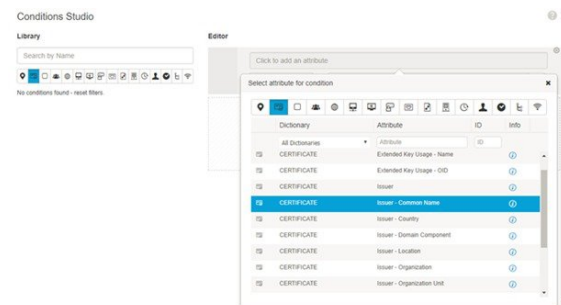 Conditions Studio
Library
Editor
Search by Name
No conditions found - reset filters.
Click to add an attribute
Select attribute for condition
Dictionary Attribute ID Info
All Dictionaries Attribute ID
CERTIFICATE Extended Key Usage - Name
CERTIFICATE Extended Key Usage - OID
CERTIFICATE Issuer
CERTIFICATE Issuer - Common Name
CERTIFICATE Issuer - Country
CERTIFICATE Issuer - Domain Component
CERTIFICATE Issuer - Location
CERTIFICATE Issuer - Organization
CERTIFICATE Issuer - Organization Unit